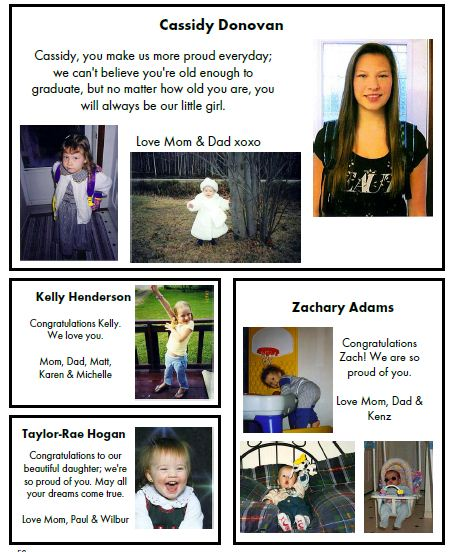 Cassidy Donovan
Cassidy, you make us more proud everyday;
we can't believe you're old enough to
graduate, but no matter how old you are, you
will always be our little girl.
Love Mom & Dad xoxo
Kelly Henderson
Congratulations Kelly.
We love you.
Mom, Dad, Matt,
Karen & Michelle
Taylor-Rae Hogan
Congratulations to our
beautiful daughter; we're
so proud of you. May all
your dreams come true.
Love Mom, Paul & Wilbur
Zachary Adams
Congratulations
Zach! We are so
proud of you.
Love Mom, Dad &
Kenz